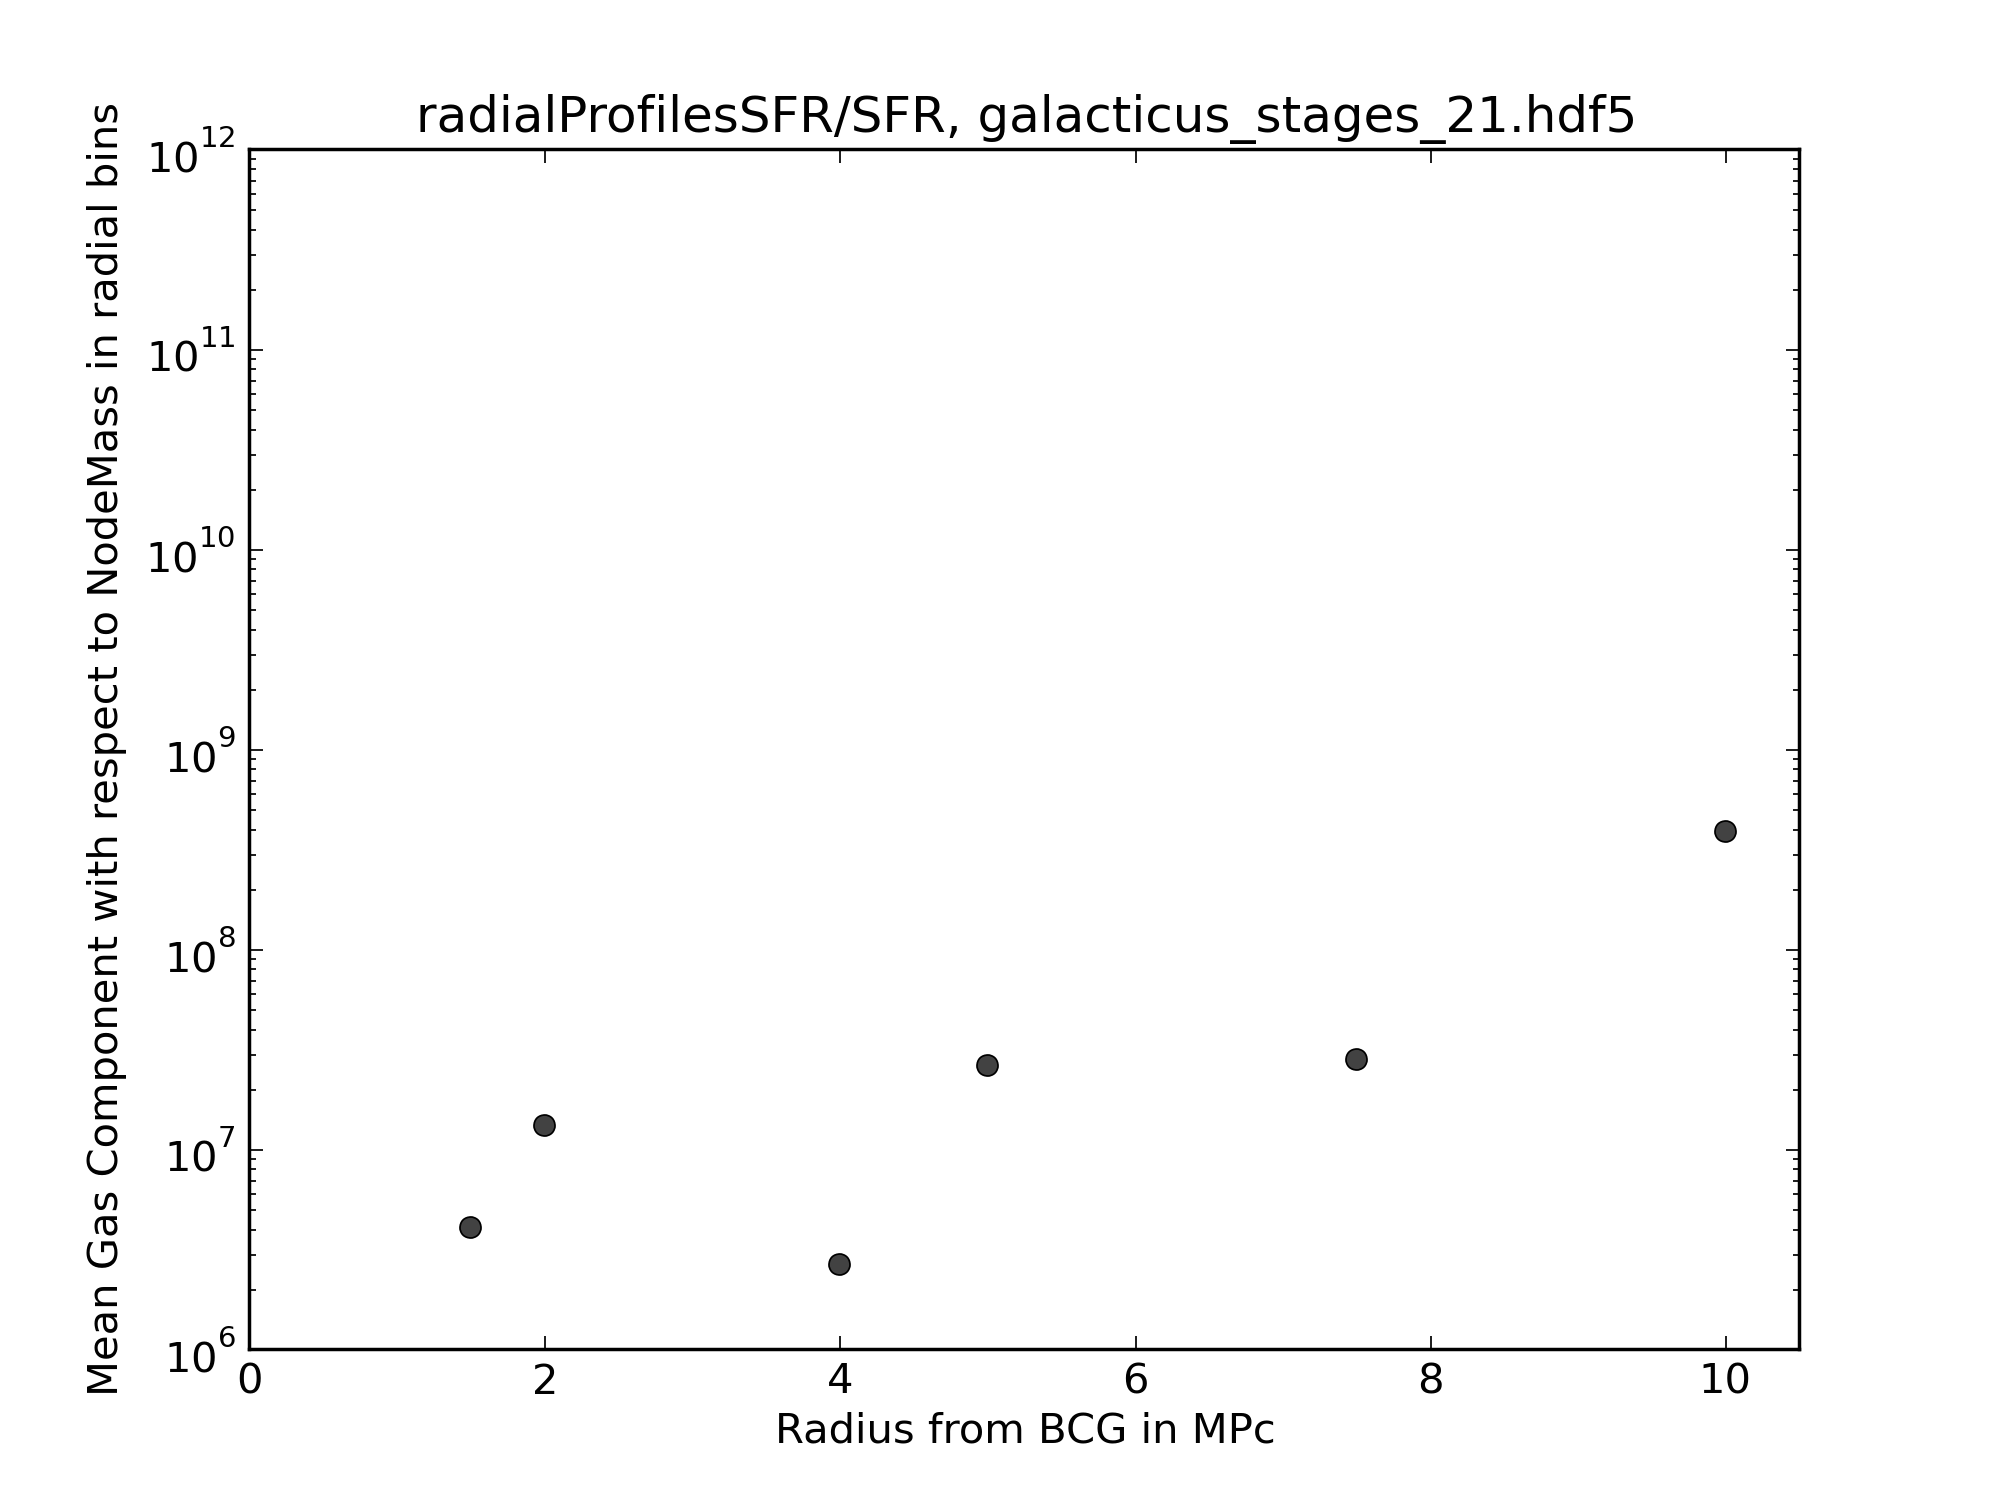 radialProfilesSFR/SFR, galacticus_stages_21.hdf5
Mean Gas Component with respect to NodeMass in radial bins
10^12
10^11
10^10
10^9
10^8
10^7
10^6
0 2 4 6 8 10
Radius from BCG in MPc